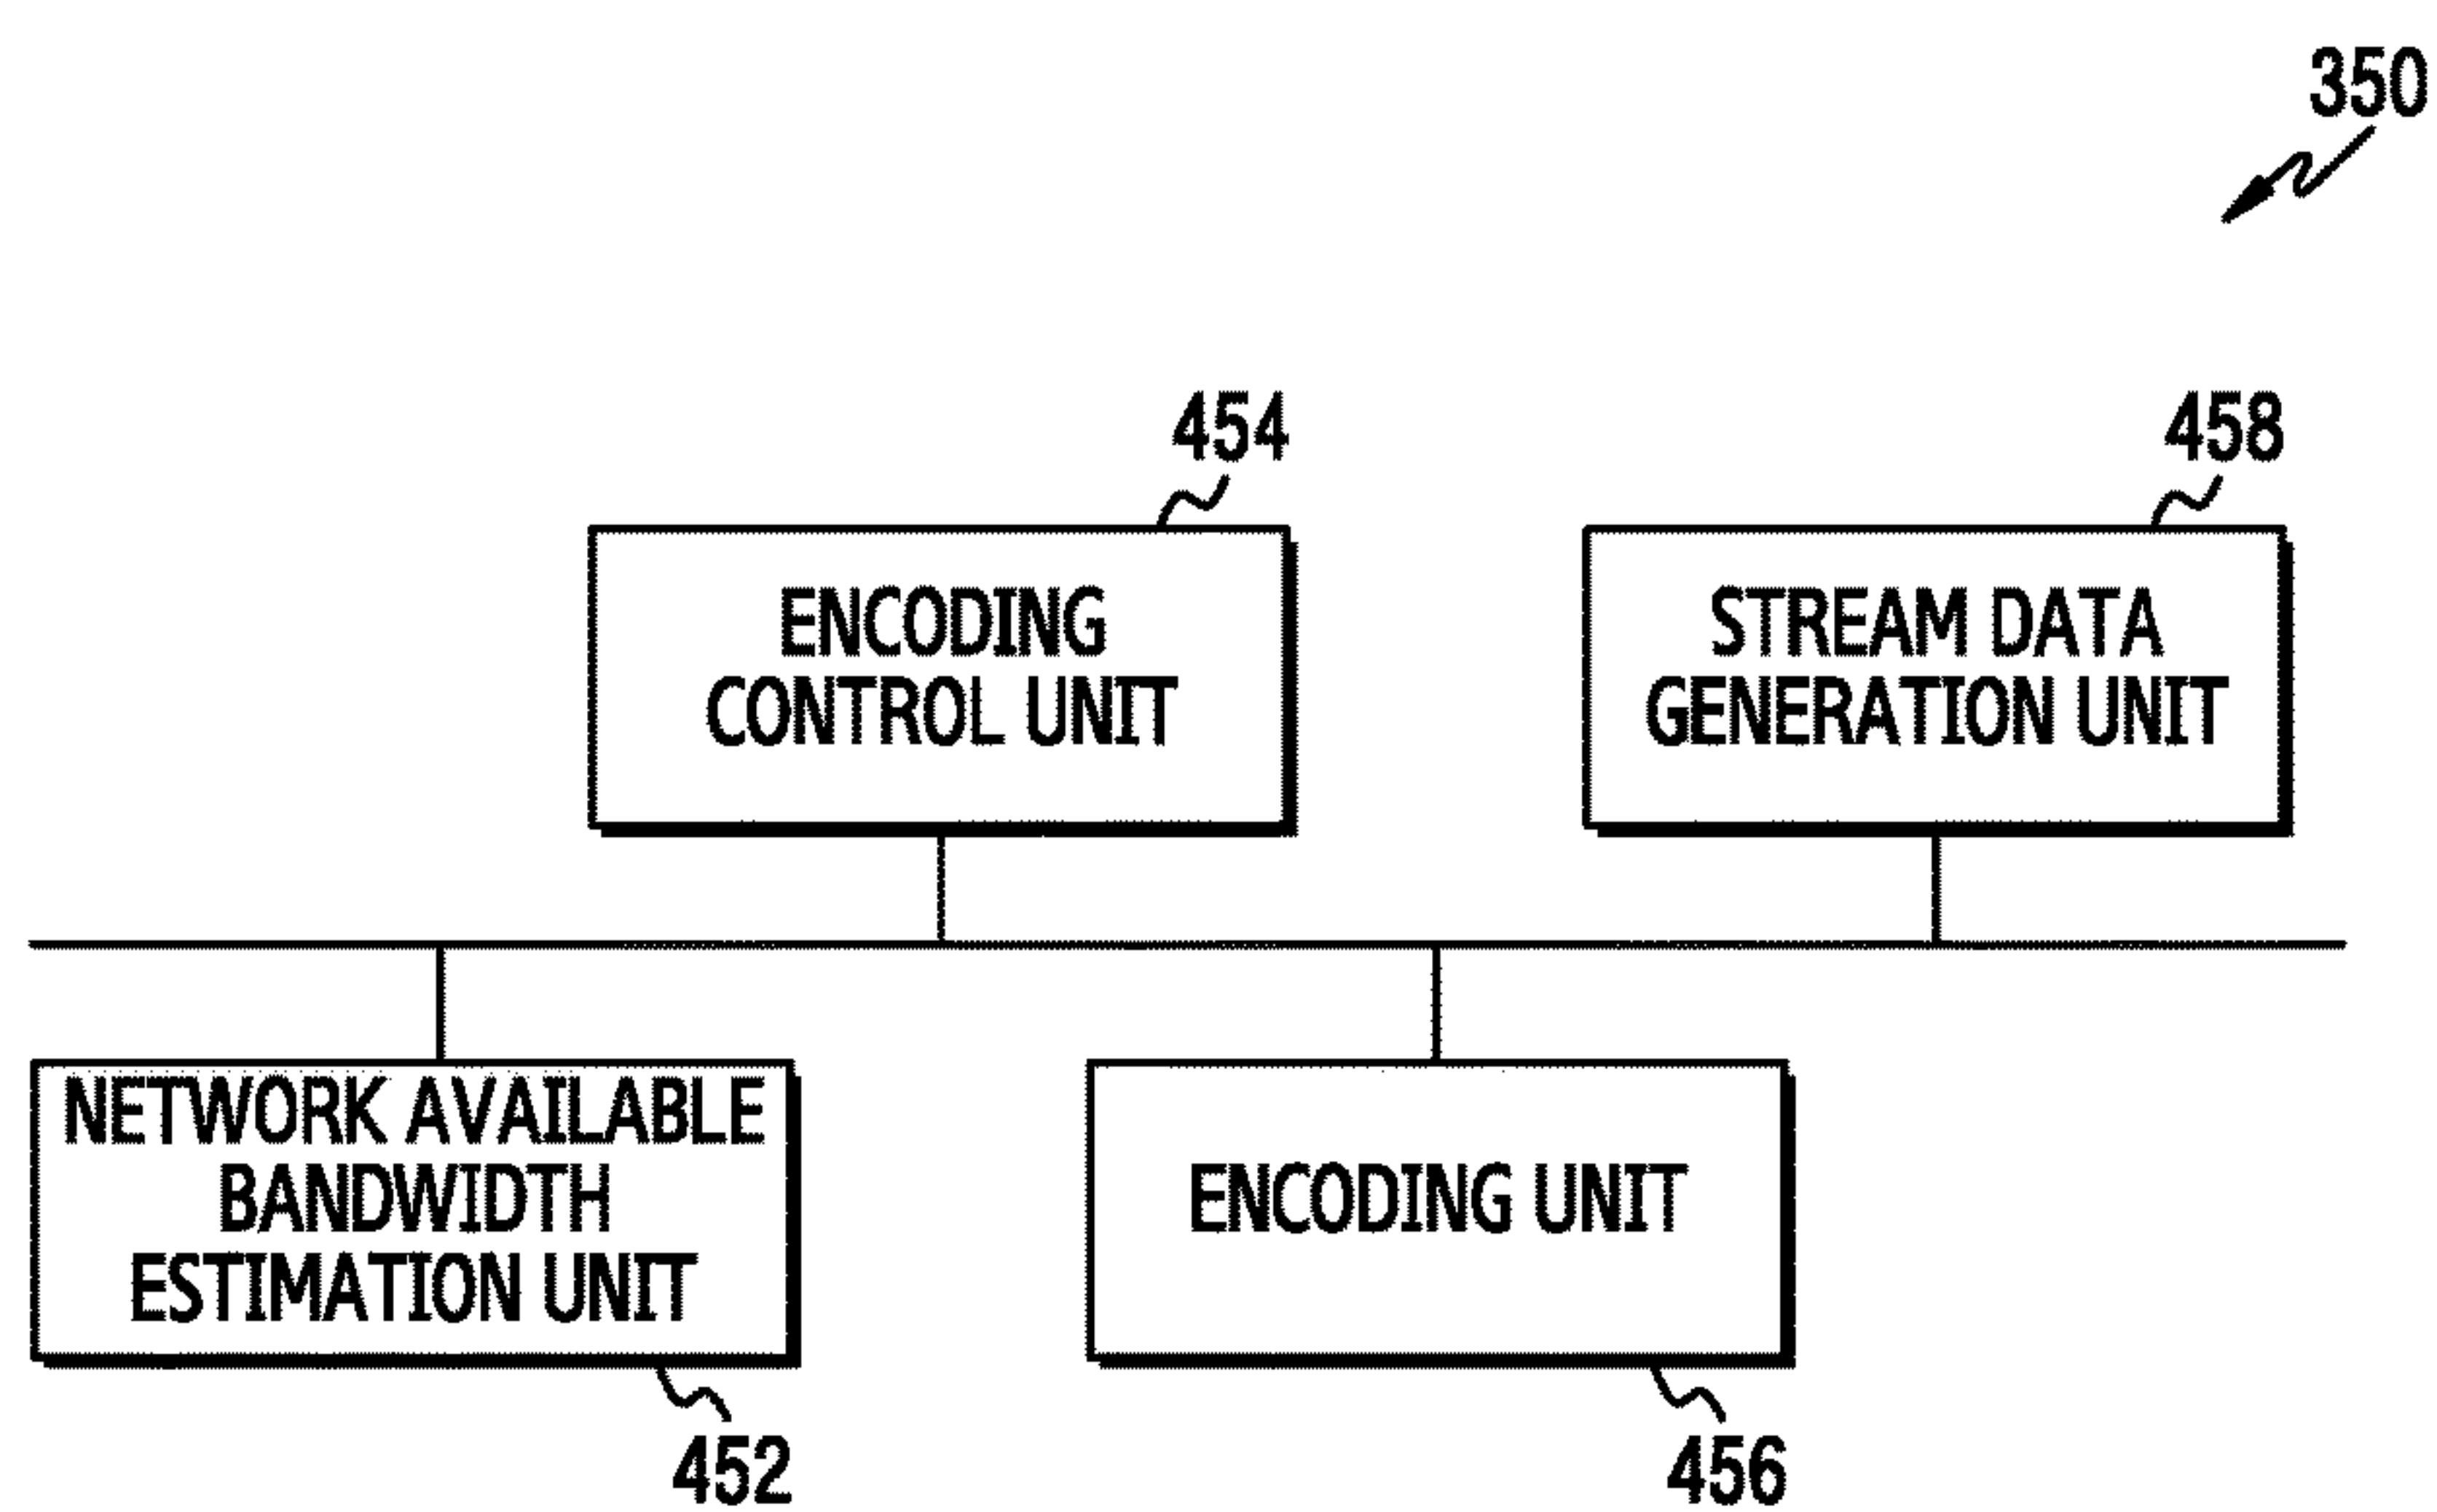 350
454
458
ENCODING
CONTROL UNIT
STREAM DATA
GENERATION UNIT
NETWORK AVAILABLE
BANDWIDTH
ESTIMATION UNIT
ENCODING UNIT
452
456